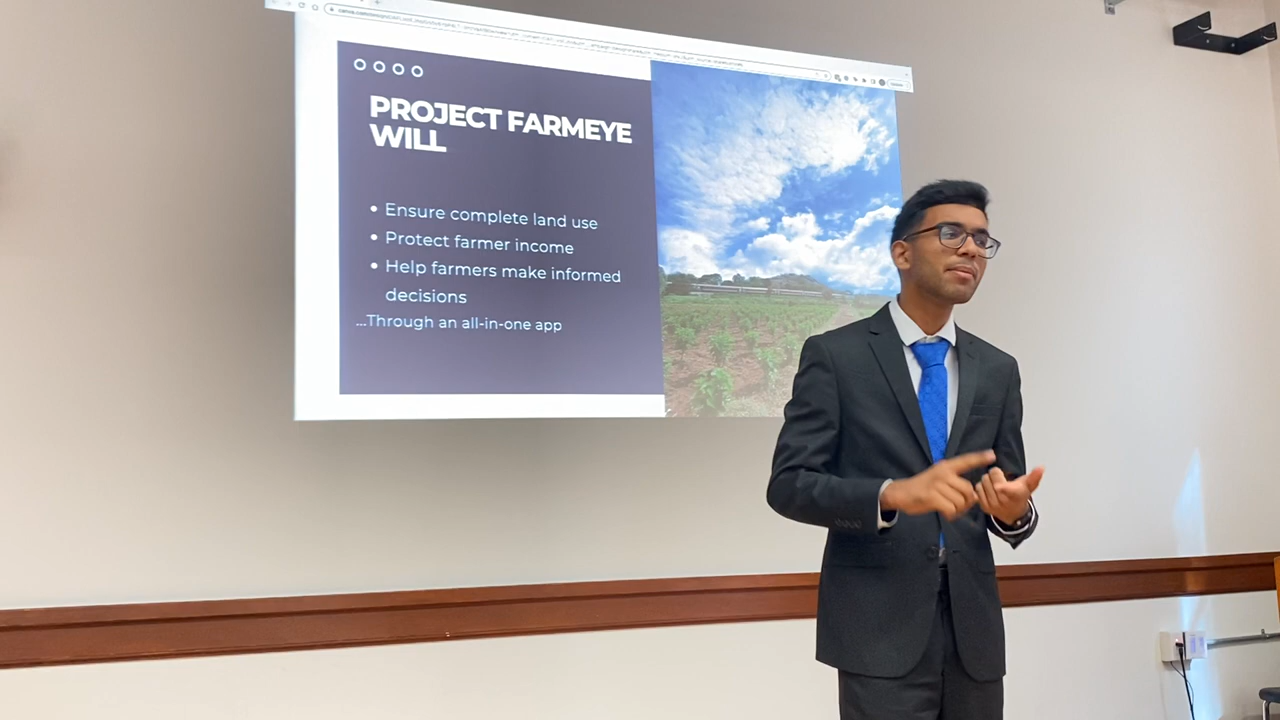 PROJECT FARMEYE
WILL
• Ensure complete land use
• Protect farmer income
• Help farmers make informed
decisions
...Through an all-in-one app